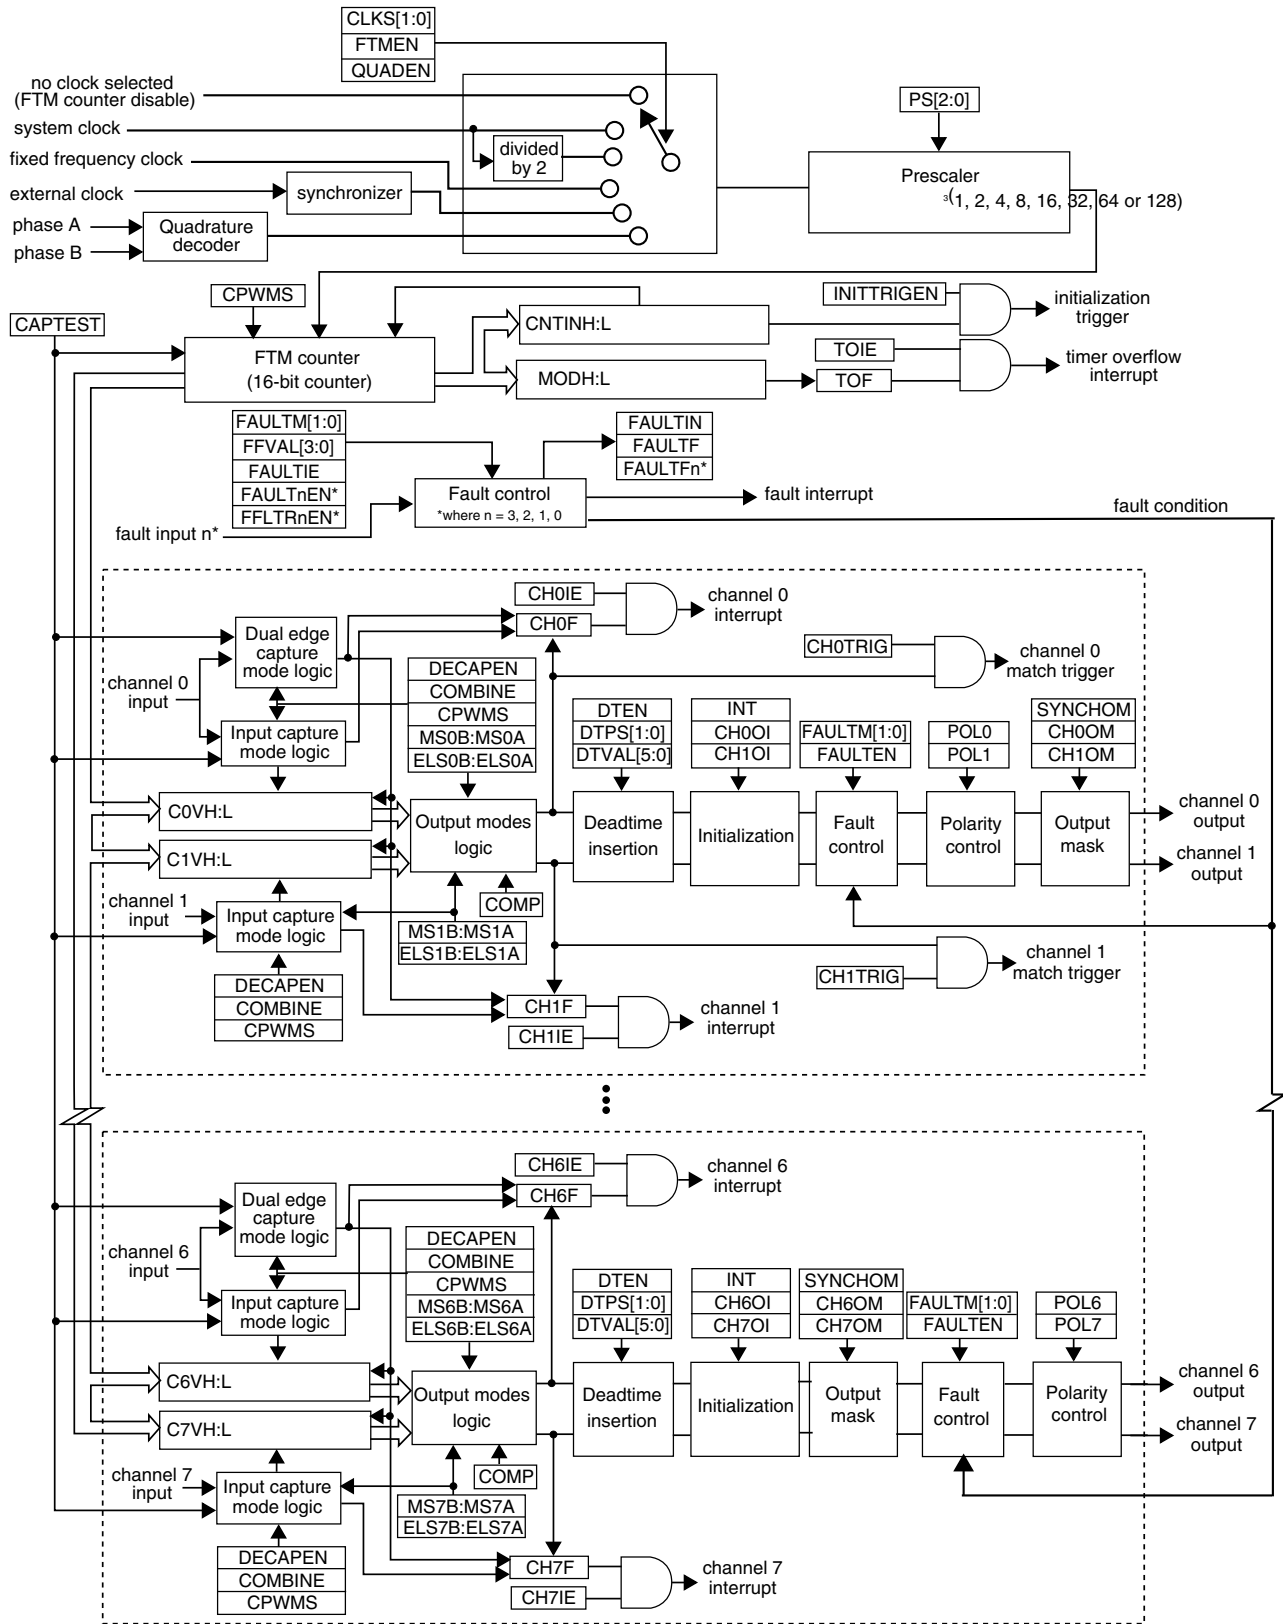 CLKS[1:0]
FTMEN
QUADEN
no clock selected
(FTM counter disable)
system clock
fixed frequency clock
external clock
phase A
phase B
divided
by 2
synchronizer
Quadrature
decoder
PS[2:0]
Prescaler
3(1, 2, 4, 8, 16, 32, 64 or 128)
CPWMS
CAPTEST
FTM counter
(16-bit counter)
CNTINH:L
MODH:L
INITTRIGEN
initialization
trigger
TOIE
TOF
timer overflow
interrupt
FAULTM[1:0]
FFVAL[3:0]
FAULTIE
FAULTnEN*
FFLTRnEN*
fault input n*
Fault control
*where n = 3, 2, 1, 0
FAULTIN
FAULTF
FAULTFn*
fault interrupt
fault condition
CH0IE
CH0F
channel 0
interrupt
Dual edge
capture
mode logic
channel 0
input
Input capture
mode logic
DECAPEN
COMBINE
CPWMS
MS0B:MS0A
ELS0B:ELS0A
CH0TRIG
channel 0
match trigger
DTEN
DTPS[1:0]
DTVAL[5:0]
INT
CH0OI
CH1OI
FAULTM[1:0]
FAULTEN
POL0
POL1
SYNCHOM
CH0OM
CH1OM
C0VH:L
C1VH:L
Output modes
logic
Deadtime
insertion
Initialization
Fault
control
Polarity
control
Output
mask
channel 0
output
channel 1
output
channel 1
input
Input capture
mode logic
COMP
MS1B:MS1A
ELS1B:ELS1A
DECAPEN
COMBINE
CPWMS
CH1TRIG
channel 1
match trigger
CH1F
CH1IE
channel 1
interrupt
CH6IE
CH6F
channel 6
interrupt
Dual edge
capture
mode logic
channel 6
input
Input capture
mode logic
DECAPEN
COMBINE
CPWMS
MS6B:MS6A
ELS6B:ELS6A
DTEN
DTPS[1:0]
DTVAL[5:0]
INT
CH6OI
CH7OI
SYNCHOM
CH6OM
CH7OM
FAULTM[1:0]
FAULTEN
POL6
POL7
C6VH:L
C7VH:L
Output modes
logic
Deadtime
insertion
Initialization
Output
mask
Fault
control
Polarity
control
channel 6
output
channel 7
output
channel 7
input
Input capture
mode logic
COMP
MS7B:MS7A
ELS7B:ELS7A
DECAPEN
COMBINE
CPWMS
CH7F
CH7IE
channel 7
interrupt